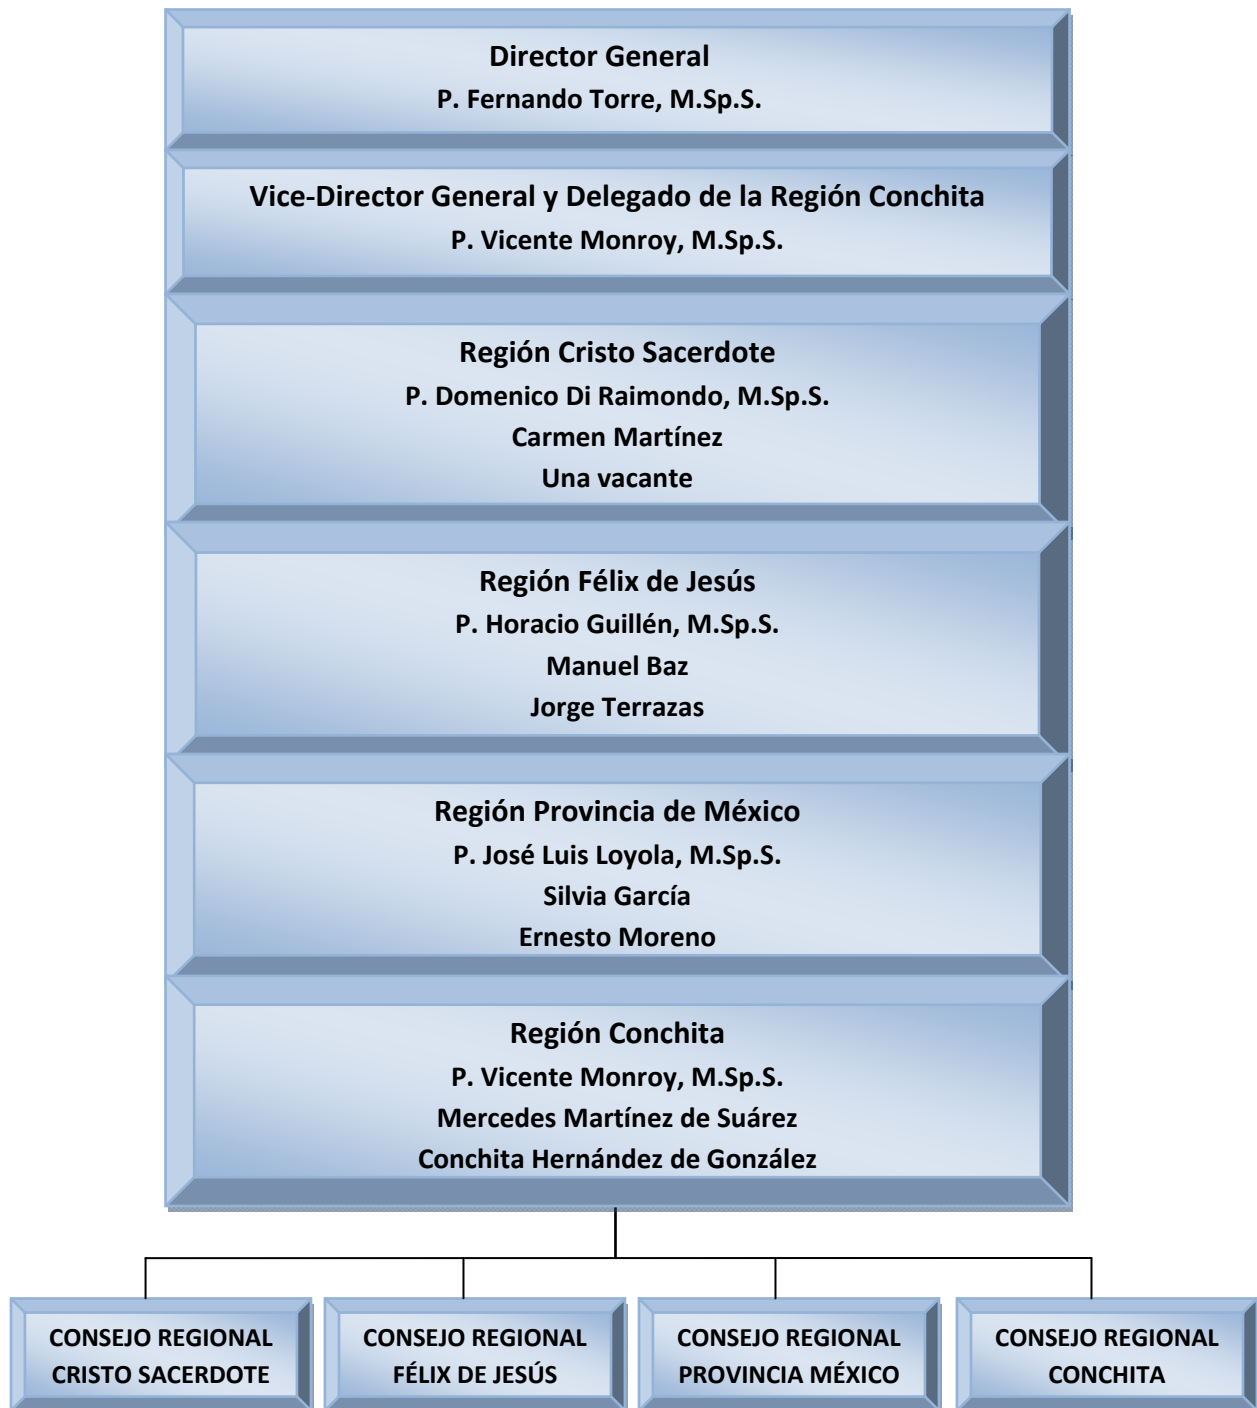 Director General
P. Fernando Torre, M.Sp.S.
Vice-Director General y Delegado de la Región Conchita
P. Vicente Monroy, M.Sp.S.
Región Cristo Sacerdote
P. Domenico Di Raimondo, M.Sp.S.
Carmen Martínez
Una vacante
Región Félix de Jesús
P. Horacio Guillén, M.Sp.S.
Manuel Baz
Jorge Terrazas
Región Provincia de México
P. José Luis Loyola, M.Sp.S.
Silvia García
Ernesto Moreno
Región Conchita
P. Vicente Monroy, M.Sp.S.
Mercedes Martínez de Suárez
Conchita Hernández de González
CONSEJO REGIONAL
CRISTO SACERDOTE
CONSEJO REGIONAL
FÉLIX DE JESÚS
CONSEJO REGIONAL
PROVINCIA MÉXICO
CONSEJO REGIONAL
CONCHITA